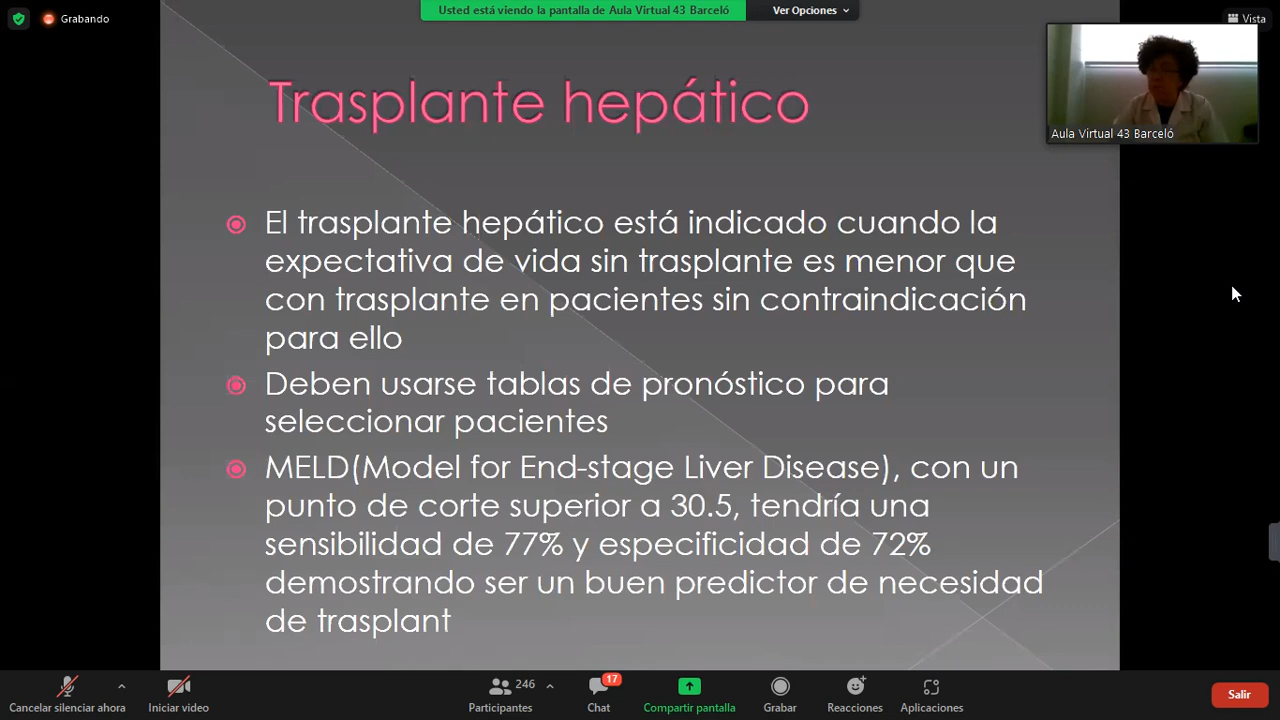 Grabando
Usted está viendo la pantalla de Aula Virtual 43 Barceló
Ver Opciones
Vista
Trasplante hepático
Aula Virtual 43 Barceló
El trasplante hepático está indicado cuando la
expectativa de vida sin trasplante es menor que
con trasplante en pacientes sin contraindicación
para ello
Deben usarse tablas de pronóstico para
seleccionar pacientes
MELD(Model for End-stage Liver Disease), con un
punto de corte superior a 30.5, tendría una
sensibilidad de 77% y especificidad de 72%
demostrando ser un buen predictor de necesidad
de trasplant
Cancelar silenciar ahora
Iniciar video
246
Participantes
17
Chat
Compartir pantalla
Grabar
Reacciones
Aplicaciones
Salir